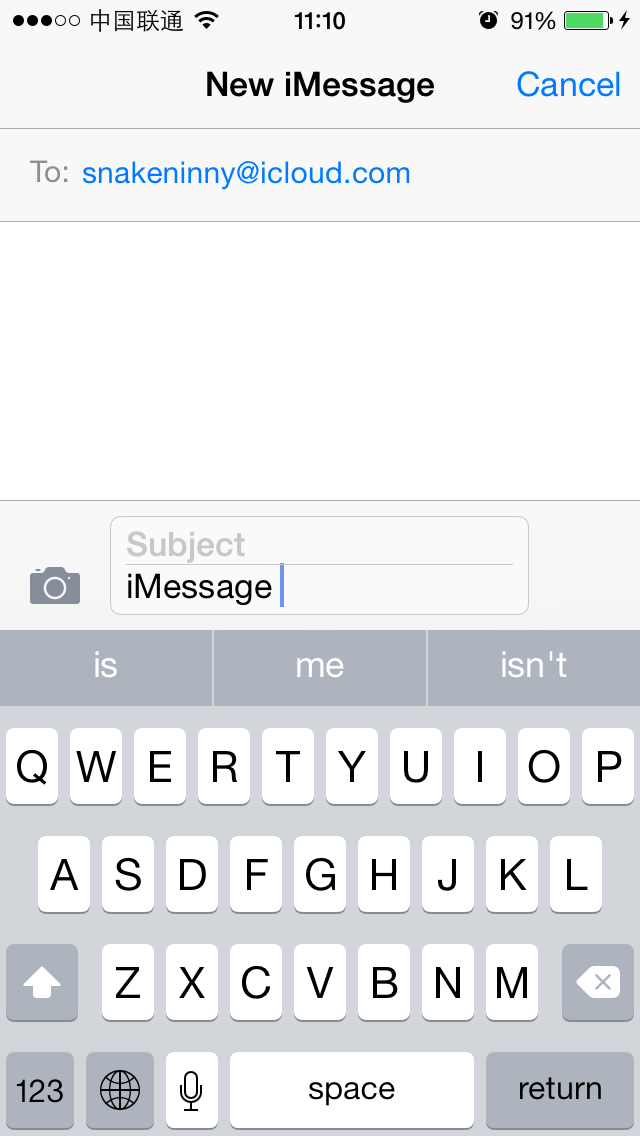 中国联通 11:10 91%
New iMessage Cancel
To: snakeninny@icloud.com
Subject
iMessage
is me isn't
Q W E R T Y U I O P
A S D F G H J K L
Z X C V B N M
123 space return